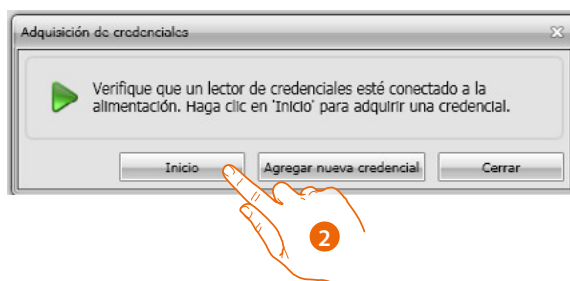 Adquisición de credenciales
Verifique que un lector de credenciales esté conectado a la
alimentación. Haga clic en 'Inicio' para adquirir una credencial.
Inicio
Agregar nueva credencial
Cerrar
2